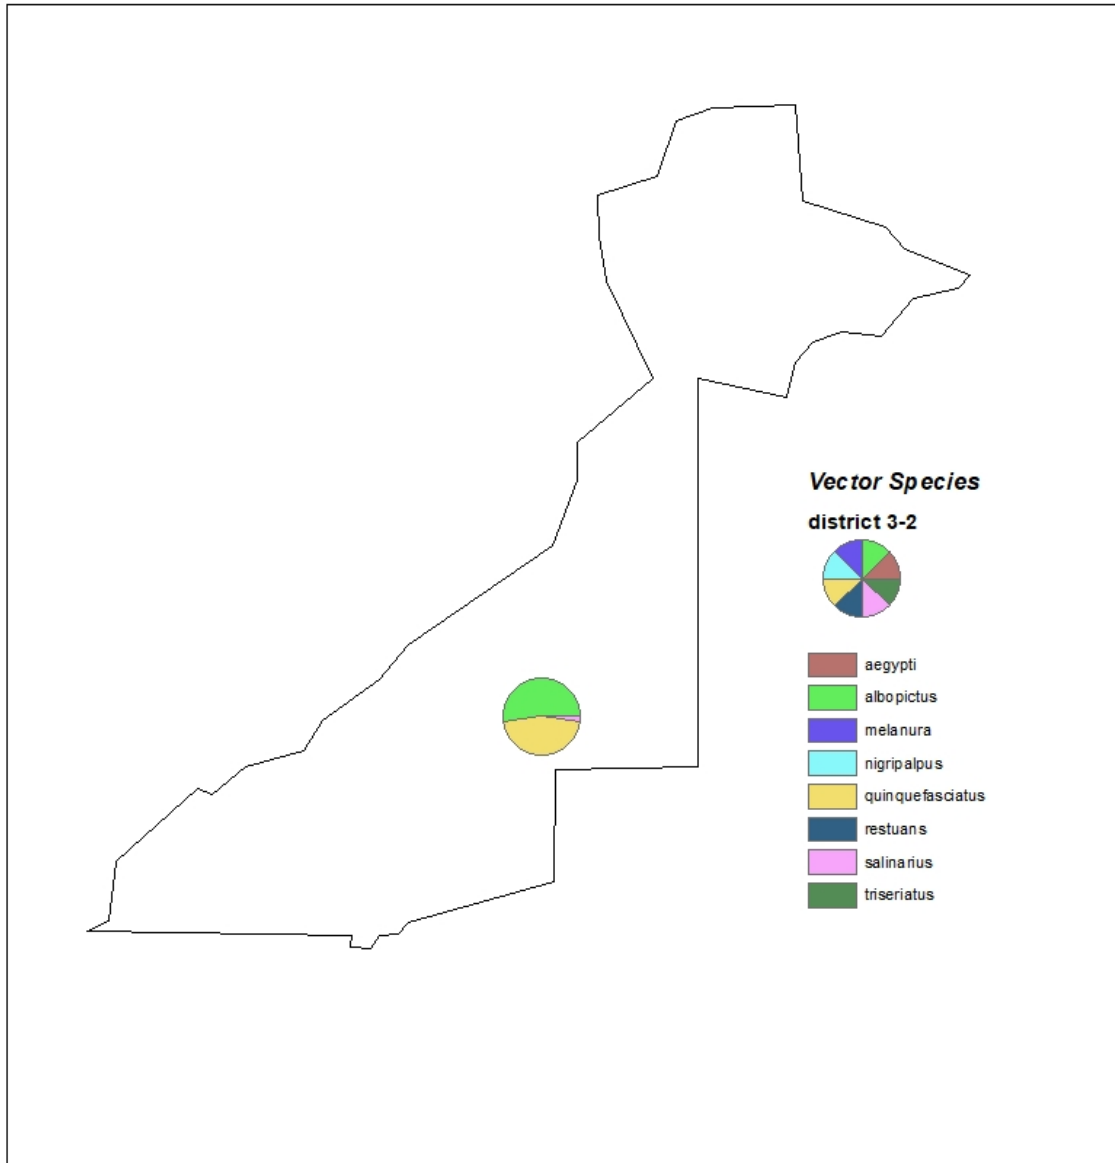 Vector Species
district 3-2
aegypti
albopictus
melanura
nigripalpus
quinquefasciatus
restuans
salinarius
triseriatus